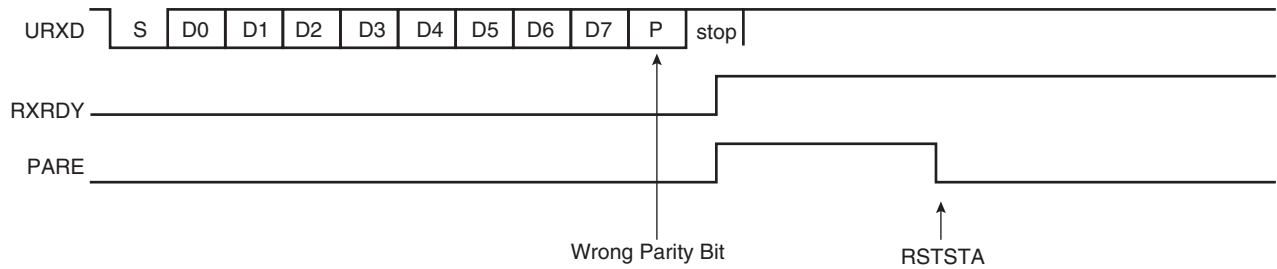 URXD S D0 D1 D2 D3 D4 D5 D6 D7 P stop
RXRDY
PARE
Wrong Parity Bit RSTSTA